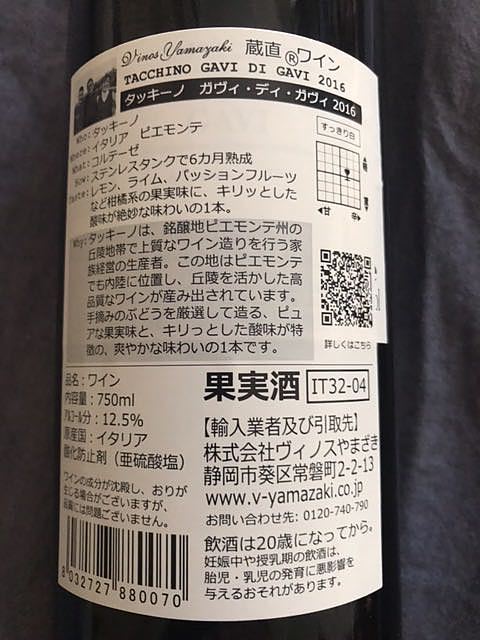 Vinos Yamazaki 蔵直®ワイン
TACCHINO GAVI DI GAVI 2016
タッキーノ ガヴィ・ディ・ガヴィ 2016
Who:タッキーノ
Where:イタリア ピエモンテ
What:コルテーゼ
How:ステンレスタンクで6カ月熟成
Taste:レモン、ライム、パッションフルーツ
など柑橘系の果実味に、キリッとした
酸味が絶妙な味わいの1本。
すっきり白
軽
重
◀甘 辛▶
Why:タッキーノは、銘醸地ピエモンテ州の
丘陵地帯で上質なワイン造りを行う家
族経営の生産者。この地はピエモンテ
でも内陸に位置し、丘陵を活かした高
品質なワインが産み出されています。
手摘みのぶどうを厳選して造る、ピュ
アな果実味と、キリっとした酸味が特
徴の、爽やかな味わいの1本です。
詳しくはこちら
品名:ワイン
内容量:750ml
アルコール分:12.5%
原産国:イタリア
酸化防止剤(亜硫酸塩)
ワインの成分が沈殿し、おりが
生じる場合がございますが、
品質には問題ございません。
8 032727 880070
果実酒 IT32-04
【輸入業者及び引取先】
株式会社ヴィノスやまざき
静岡市葵区常磐町2-2-13
www.v-yamazaki.co.jp
お問い合わせ先: 0120-740-790
飲酒は20歳になってから。
妊娠中や授乳期の飲酒は、
胎児・乳児の発育に悪影響
を与えるおそれがあります。